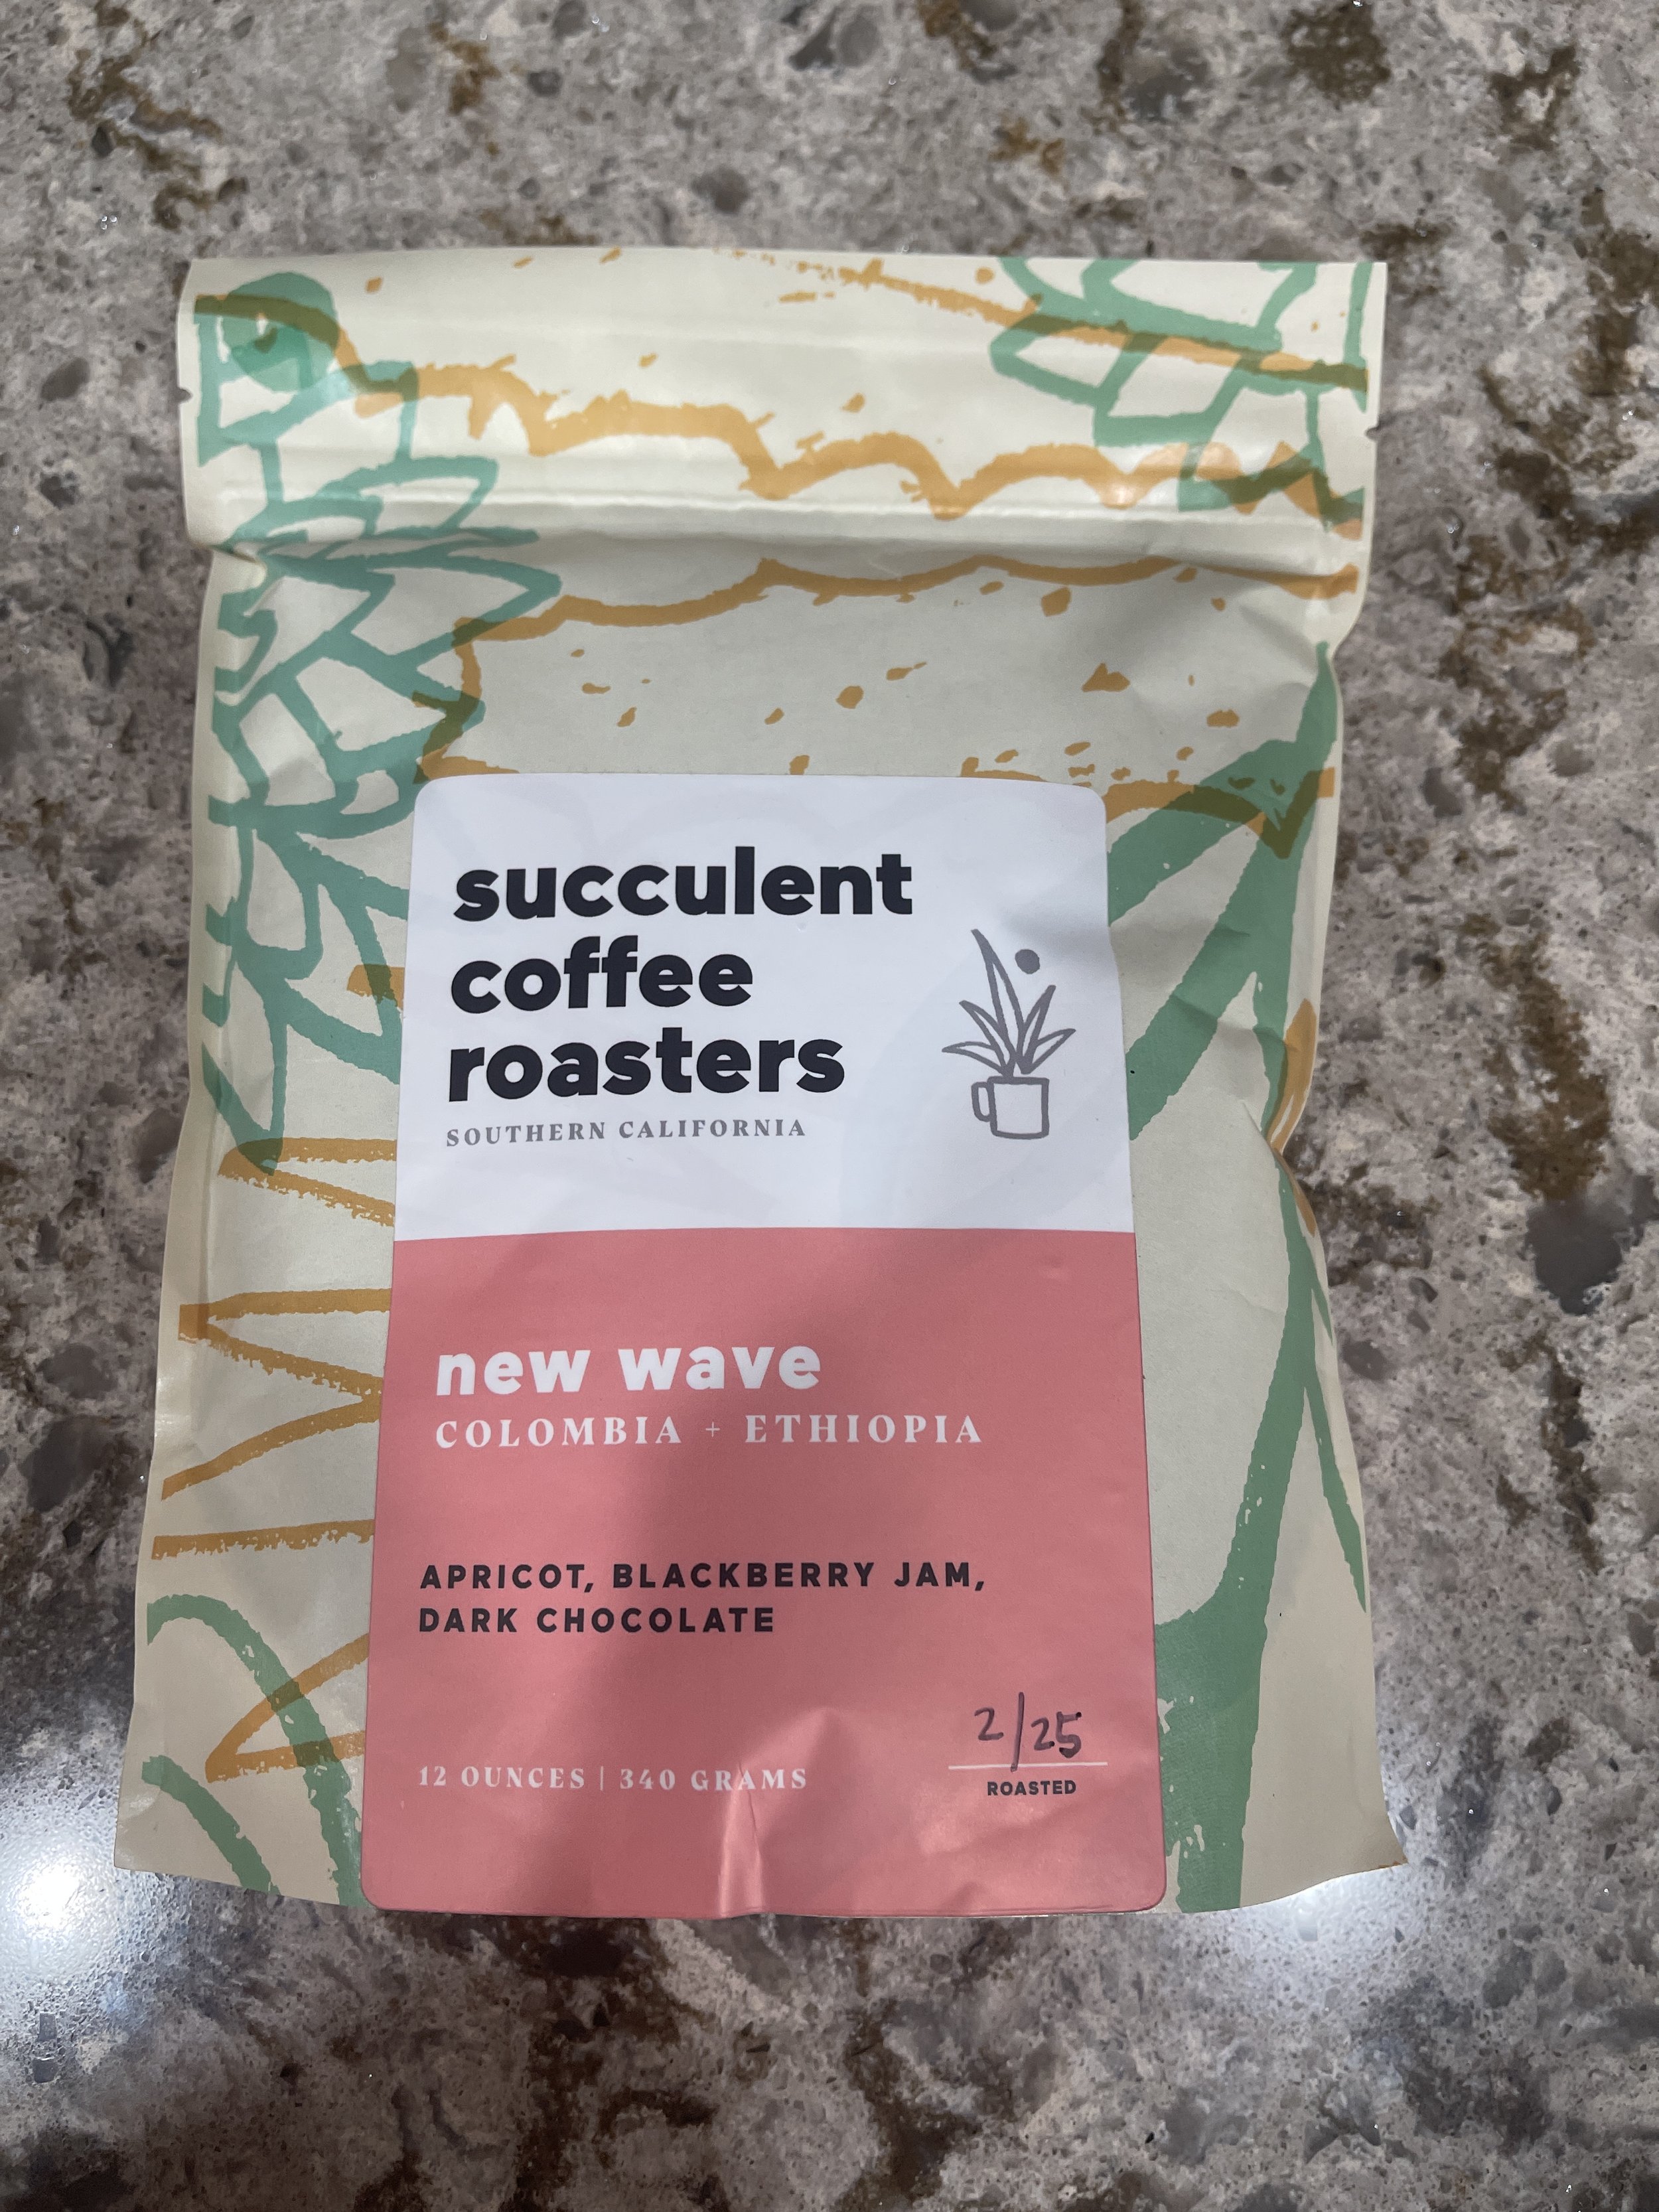 succulent
coffee
roasters
SOUTHERN CALIFORNIA
new wave
COLOMBIA + ETHIOPIA
APRICOT, BLACKBERRY JAM,
DARK CHOCOLATE
2/25
12 OUNCES | 340 GRAMS
ROASTED